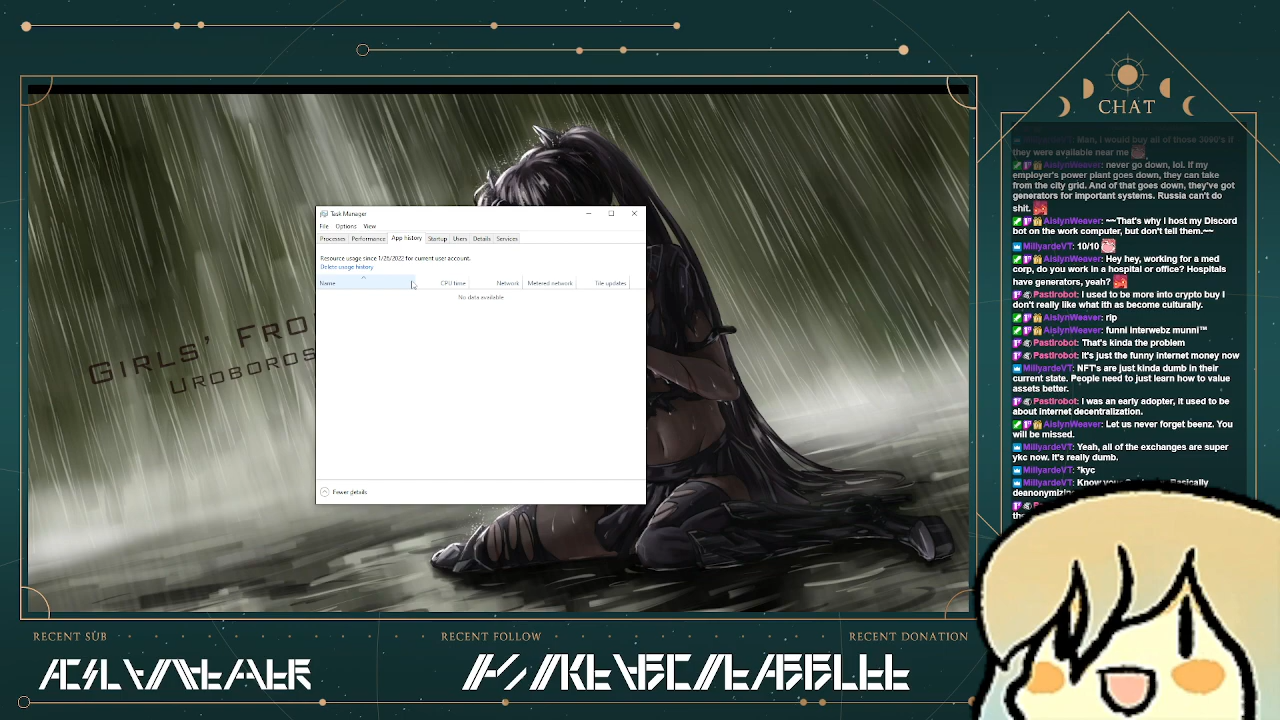 CHAT
MillyardeVT: Man, I would buy all of those 3090's if
they were available near me
AislynWeaver: never go down, lol. If my
employer's power plant goes down, they can take
from the city grid. And of that goes down, they've got
generators for important systems. Russia can't do
shit.
AislynWeaver: ~~That's why I host my Discord
bot on the work computer, but I didn't tell them.~~
MillyardeVT: 10/10
AislynWeaver: Hey hey, working for a med
corp, do you work in a hospital or office? Hospitals
have generators, yeah?
Pastirobot: I used to be more into crypto buy I
don't really like what ith as become culturally.
AislynWeaver: rip
AislynWeaver: funni interwebz munni™
Pastirobot: That's kinda the problem
Pastirobot: It's just the funny internet money now
MillyardeVT: NFT's are just kinda dumb in their
current state. People need to just learn how to value
assets better.
Pastirobot: I was an early adopter, it used to be
about internet decentralization.
AislynWeaver: Let us never forget beenz. You
will be missed.
MillyardeVT: Yeah, all of the exchanges are super
ykc now. It's really dumb.
MillyardeVT: *kyc
MillyardeVT: Know
deanonymizin
GIRLS' FRO
UROBOROS
Task Manager
File Options View
Processes Performance App history Startup Users Details Services
Resource usage since 1/26/2022 for current user account.
Delete usage history
Name CPU time Network Metered network Tile updates
No data available
Fewer details
RECENT SUB RECENT FOLLOW RECENT DONATION